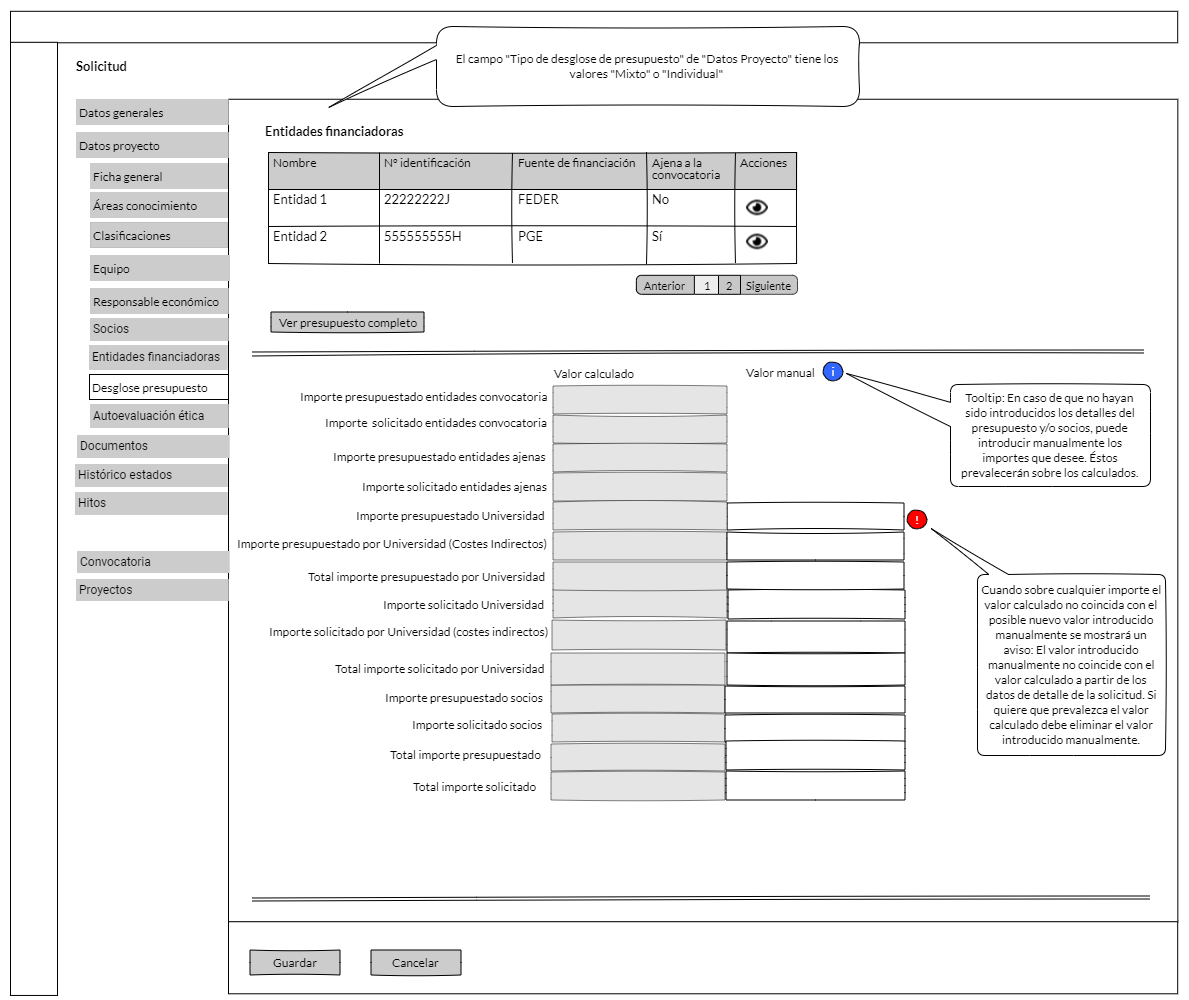 El campo "Tipo de desglose de presupuesto" de "Datos Proyecto" tiene los
valores "Mixto" o "Individual"
Solicitud
Datos generales
Datos proyecto
Ficha general
Áreas conocimiento
Clasificaciones
Equipo
Responsable económico
Socios
Entidades financiadoras
Desglose presupuesto
Autoevaluación ética
Documentos
Histórico estados
Hitos
Convocatoria
Proyectos
Entidades financiadoras
Nombre Nº identificación Fuente de financiación Ajena a la convocatoria Acciones
Entidad 1 22222222J FEDER No
Entidad 2 555555555H PGE Sí
Anterior 1 2 Siguiente
Ver presupuesto completo
Valor calculado Valor manual i
Importe presupuestado entidades convocatoria
Importe solicitado entidades convocatoria
Importe presupuestado entidades ajenas
Importe solicitado entidades ajenas
Importe presupuestado Universidad !
Importe presupuestado por Universidad (Costes Indirectos)
Total importe presupuestado por Universidad
Importe solicitado Universidad
Importe solicitado por Universidad (costes indirectos)
Total importe solicitado por Universidad
Importe presupuestado socios
Importe solicitado socios
Total importe presupuestado
Total importe solicitado
Tooltip: En caso de que no hayan
sido introducidos los detalles del
presupuesto y/o socios, puede
introducir manualmente los
importes que desee. Éstos
prevalecerán sobre los calculados.
Cuando sobre cualquier importe el
valor calculado no coincida con el
posible nuevo valor introducido
manualmente se mostrará un
aviso: El valor introducido
manualmente no coincide con el
valor calculado a partir de los
datos de detalle de la solicitud. Si
quiere que prevalezca el valor
calculado debe eliminar el valor
introducido manualmente.
Guardar Cancelar